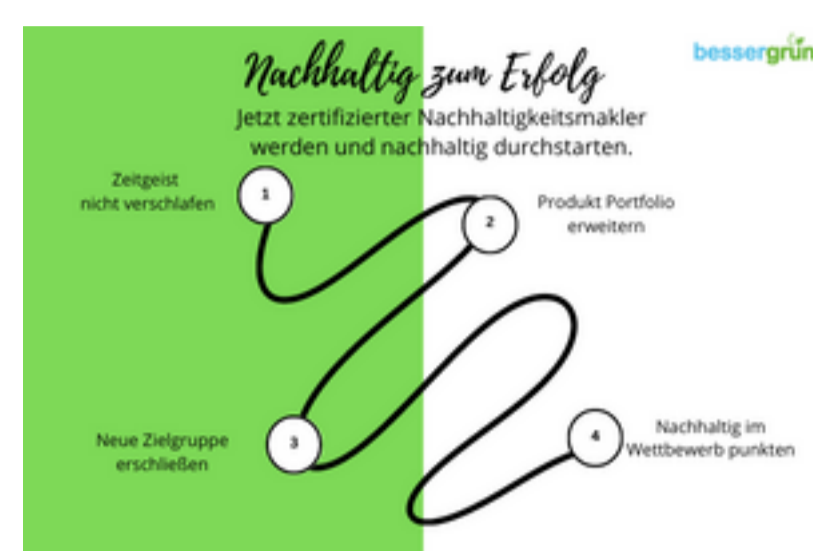 Nachhaltig zum Erfolg
bessergrün
Jetzt zertifizierter Nachhaltigkeitsmakler
werden und nachhaltig durchstarten.
Zeitgeist
nicht verschlafen
1
2
Produkt Portfolio
erweitern
Neue Zielgruppe
erschließen
3
4
Nachhaltig im
Wettbewerb punkten